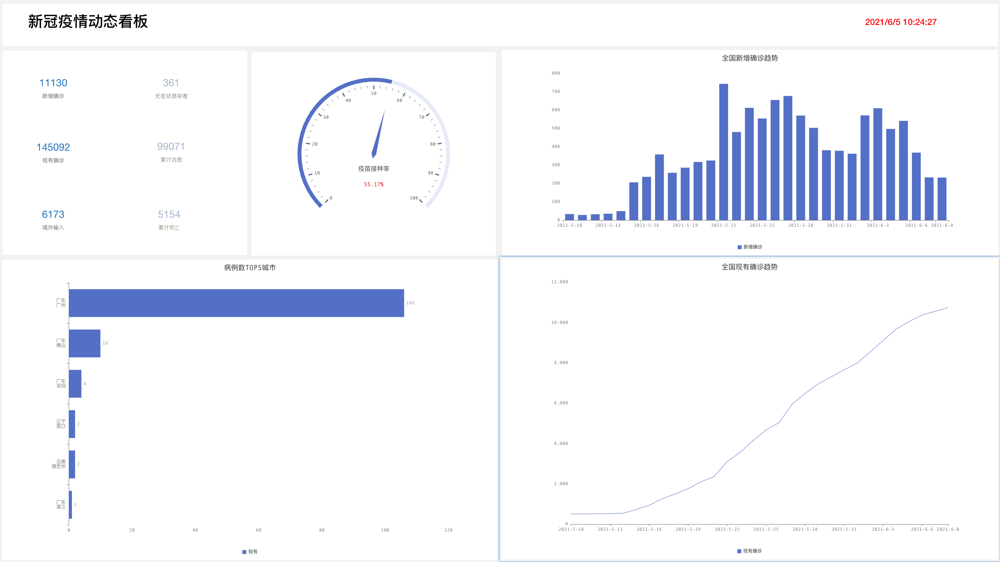 新冠疫情动态看板
2021/6/5 10:24:27
11130
新增确诊
361
无症状感染者
145092
现有确诊
99071
累计治愈
6173
境外输入
5154
累计死亡
0
10
20
30
40
50
60
70
80
90
100
疫苗接种率
55.17%
全国新增确诊趋势
800
700
600
500
400
300
200
100
0
2021-5-10 2021-5-13 2021-5-16 2021-5-19 2021-5-22 2021-5-25 2021-5-28 2021-5-31 2021-6-3 2021-6-6 2021-6-8
新增确诊
病例数TOP5城市
广东
广州
106
广东
佛山
10
广东
深圳
4
辽宁
营口
2
云南
德宏州
2
广东
湛江
1
0 20 40 60 80 100 120
现有
全国现有确诊趋势
12,000
10,000
8,000
6,000
4,000
2,000
0
2021-5-10 2021-5-13 2021-5-16 2021-5-19 2021-5-22 2021-5-25 2021-5-28 2021-5-31 2021-6-3 2021-6-6 2021-6-8
现有确诊